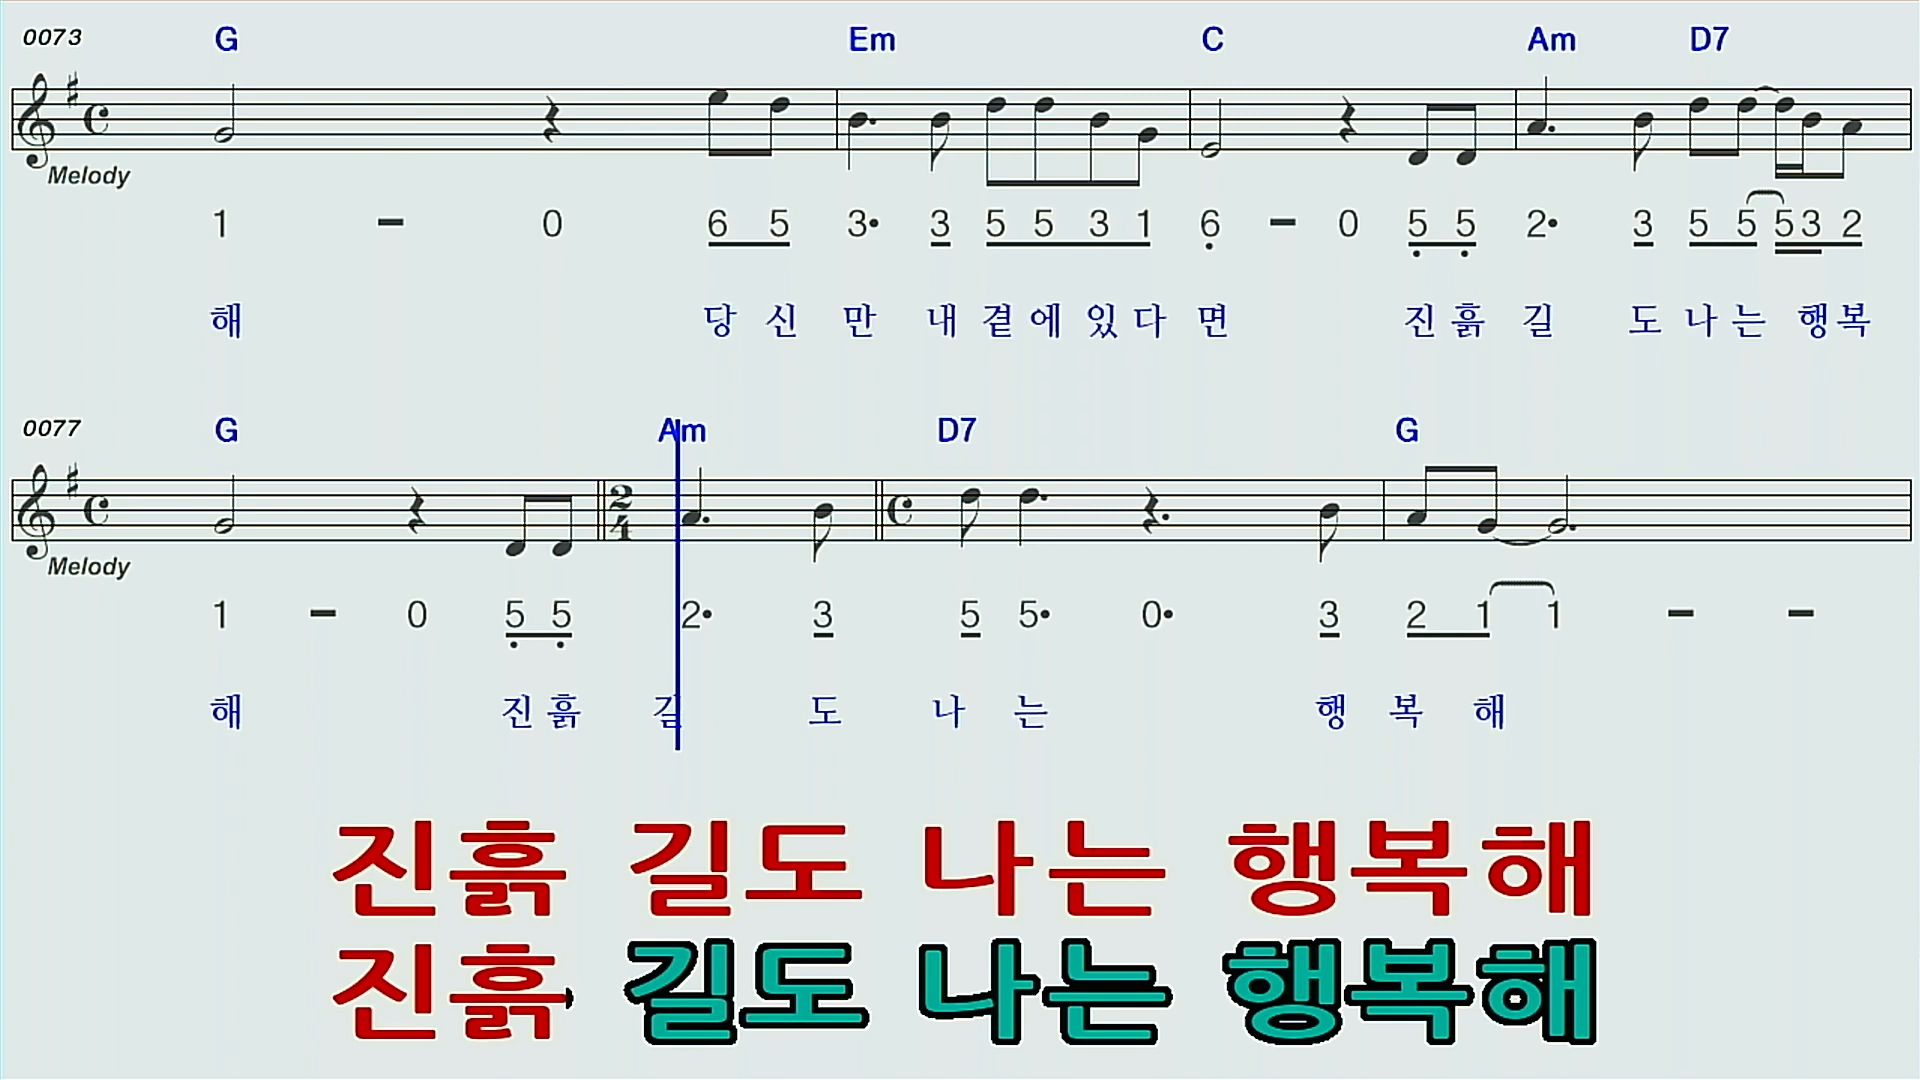 0073 G Em C Am D7
Melody
1 - 0 6 5 3• 3 5 5 3 1 6 - 0 5 5 2• 3 5 5 5 3 2
해 당 신 만 내 곁 에 있 다 면 진 흙 길 도 나 는 행 복
0077 G Am D7 G
2 4
Melody
1 - 0 5 5 2• 3 5 5• 0• 3 2 1 1 - -
해 진 흙 길 도 나 는 행 복 해
진흙 길도 나는 행복해
진흙 길도 나는 행복해